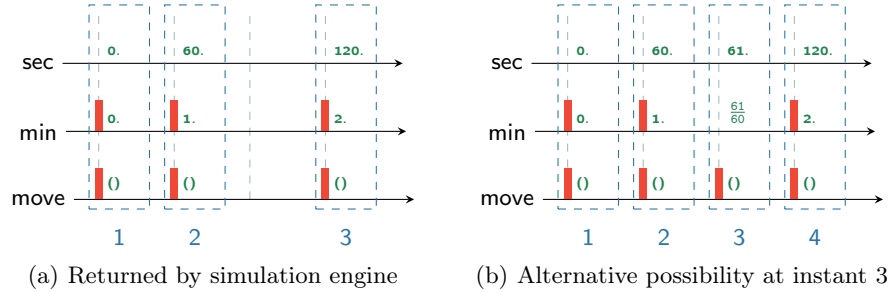 0. 60. 120.
sec
0. 1. 2.
min
() () ()
move
1 2 3
(a) Returned by simulation engine
0. 60. 61. 120.
sec
0. 1. 61/60 2.
min
() () () ()
move
1 2 3 4
(b) Alternative possibility at instant 3